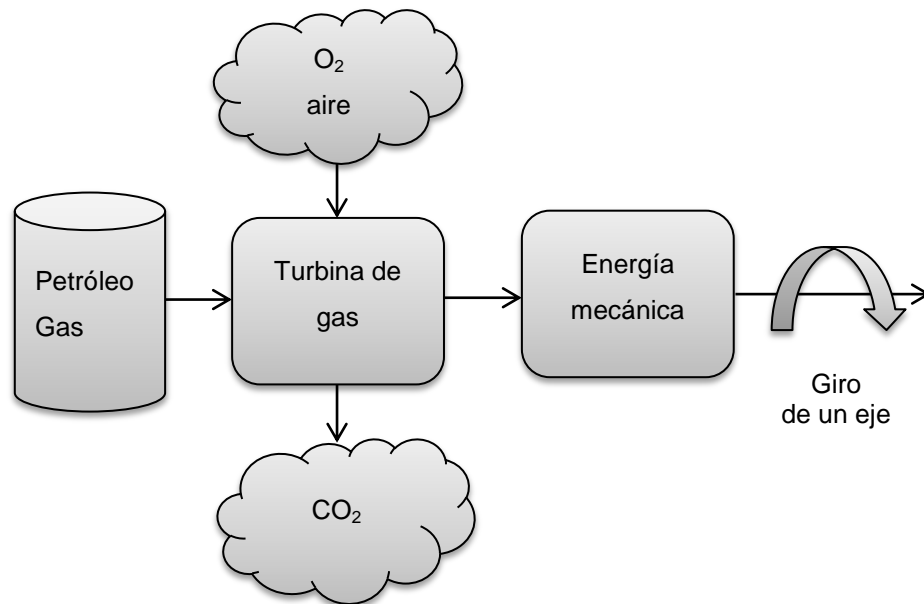 O₂
aire
Petróleo
Gas
Turbina de
gas
Energía
mecánica
Giro
de un eje
CO₂